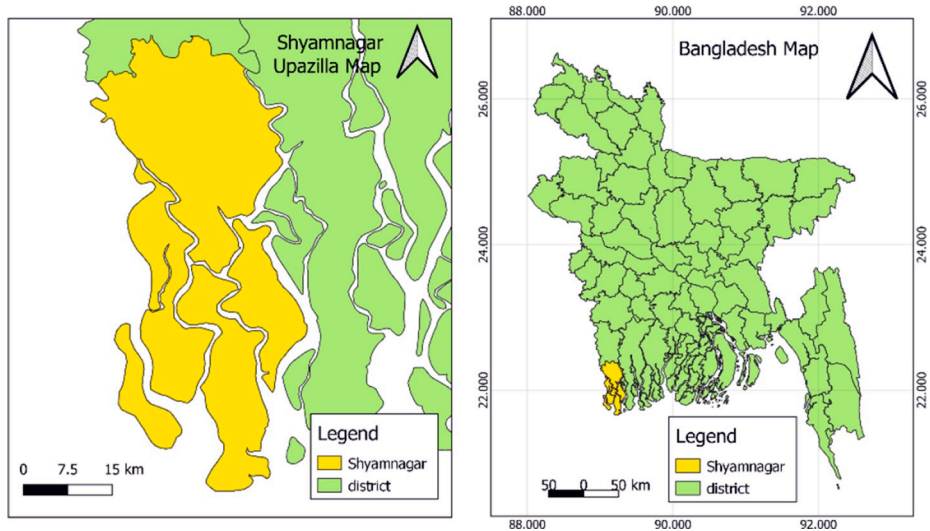 Shyamnagar
Upazilla Map
Legend
Shyamnagar
district
0 7.5 15 km
88.000 90.000 92.000
Bangladesh Map
26.000 26.000
24.000 24.000
22.000 22.000
Legend
Shyamnagar
district
50 0 50 km
88.000 90.000 92.000